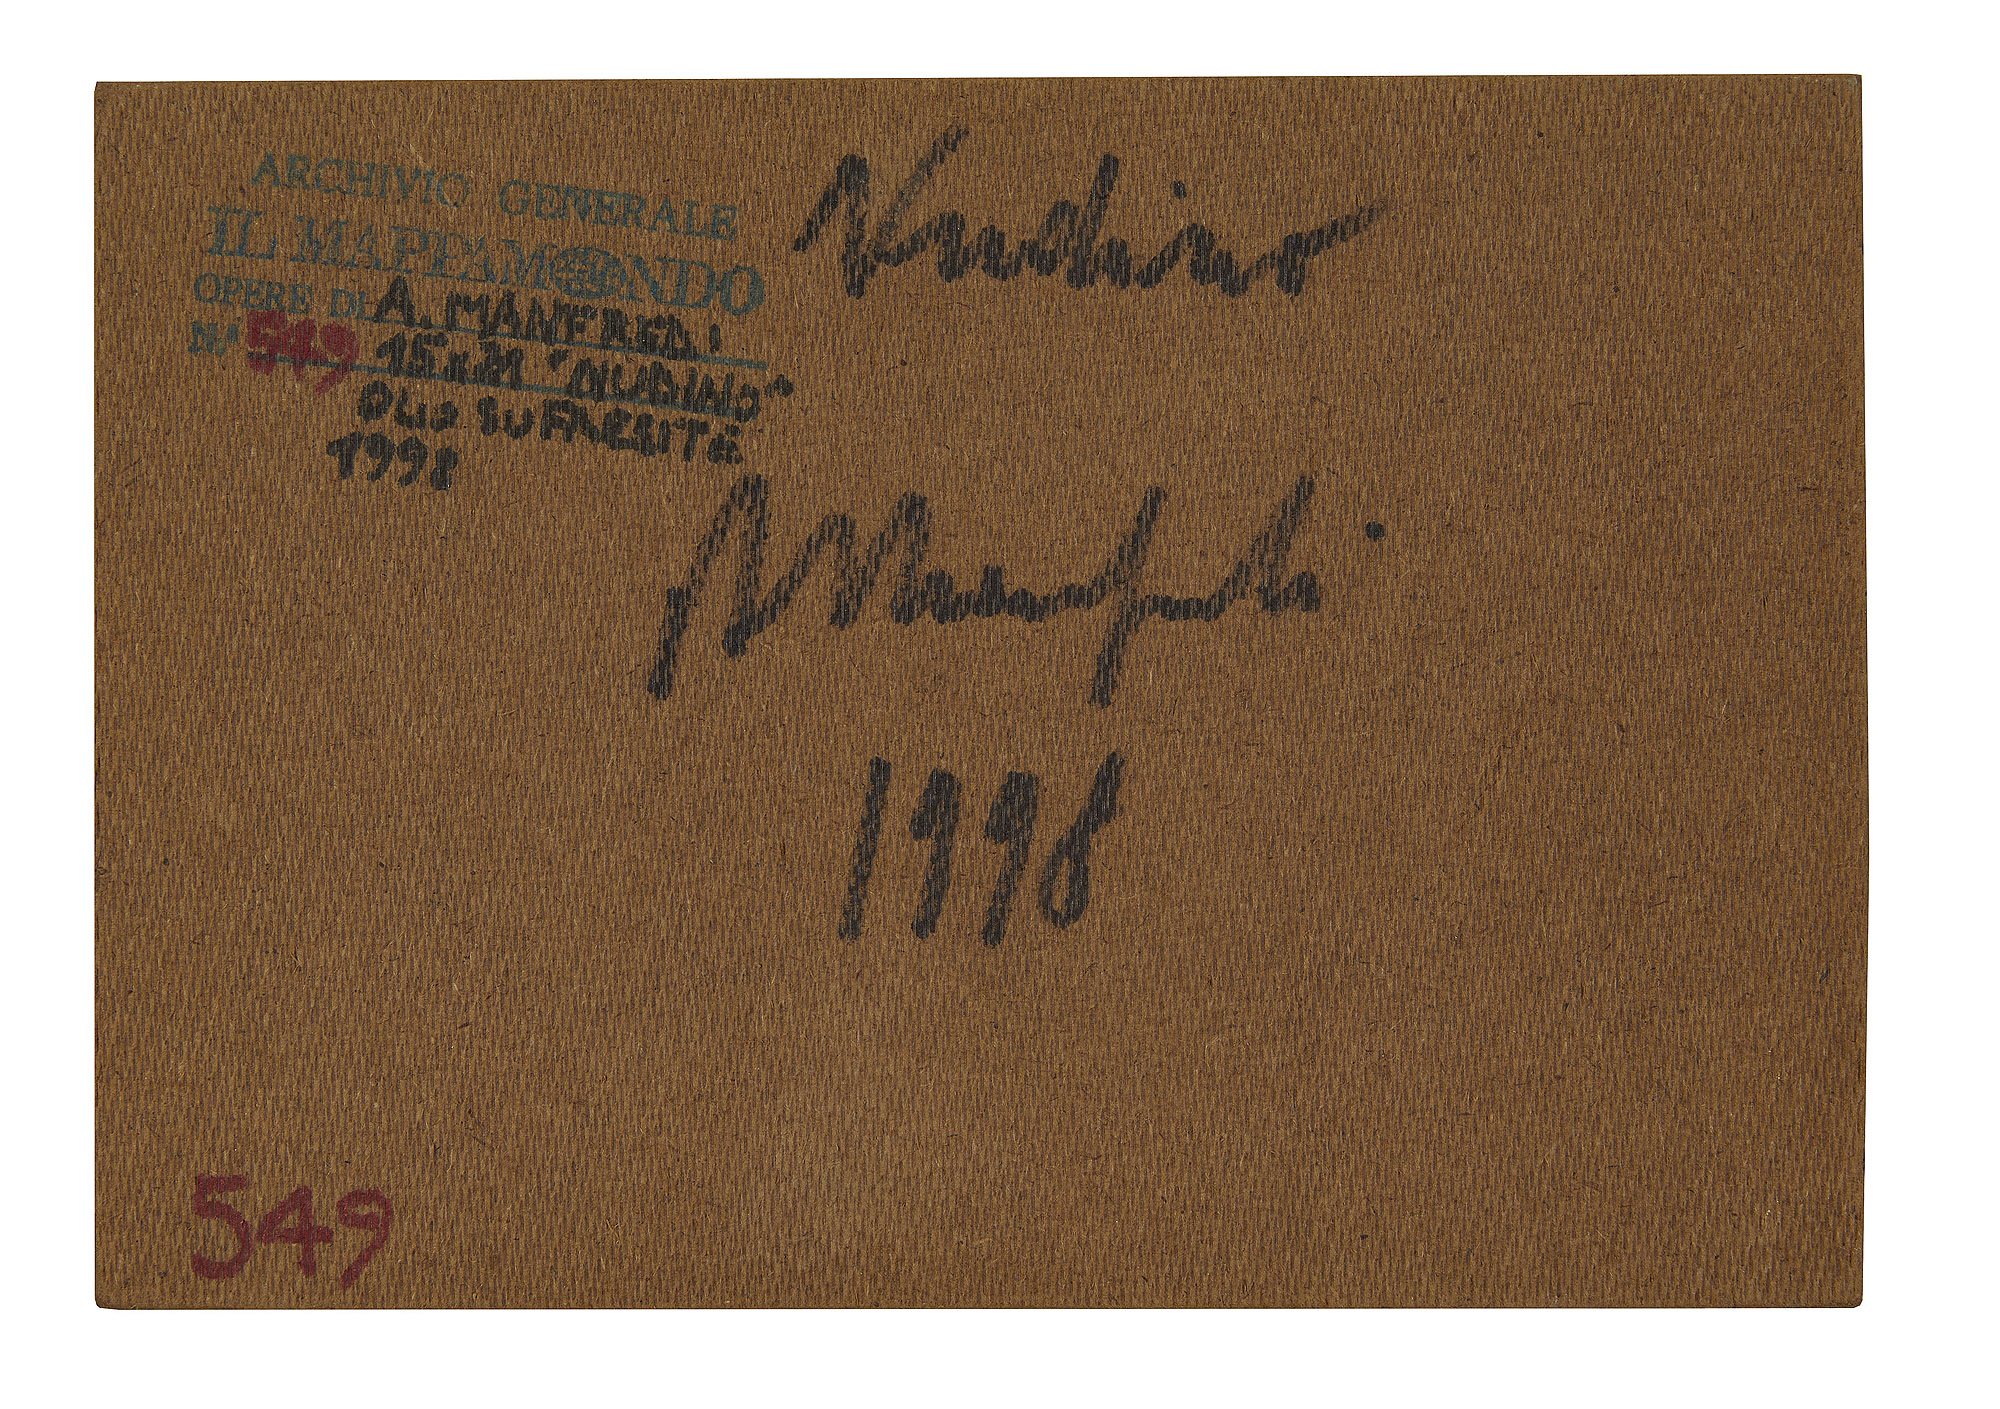 ARCHIVIO GENERALE
IL MAPPAMONDO
OPERE DI A. MANFREDI
N.° 549 15x21 "NUDINO"
OLIO SU FAESITE
1998
Nudino
Manfredi
1998
549